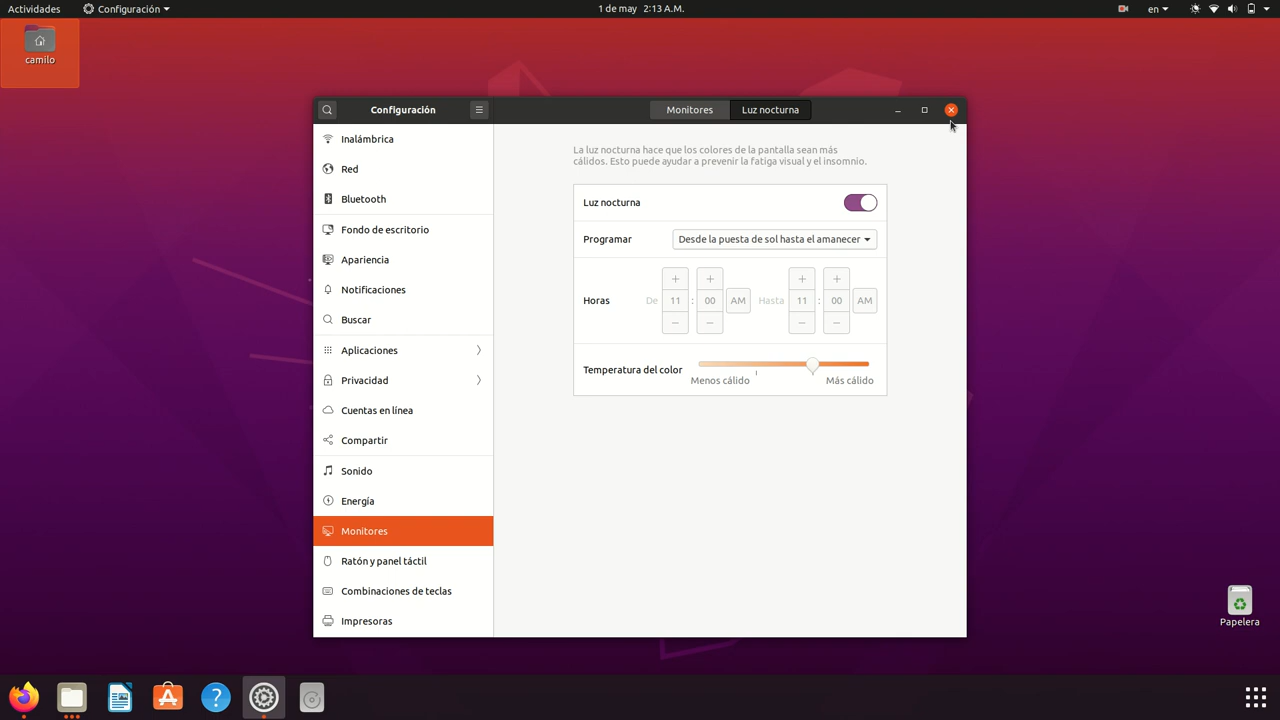 Actividades
Configuración
1 de may 2:13 A.M.
en
camilo
Configuración
Monitores
Luz nocturna
Inalámbrica
Red
Bluetooth
Fondo de escritorio
Apariencia
Notificaciones
Buscar
Aplicaciones
Privacidad
Cuentas en línea
Compartir
Sonido
Energía
Monitores
Ratón y panel táctil
Combinaciones de teclas
Impresoras
La luz nocturna hace que los colores de la pantalla sean más
cálidos. Esto puede ayudar a prevenir la fatiga visual y el insomnio.
Luz nocturna
Programar
Desde la puesta de sol hasta el amanecer
Horas
De 11 : 00 AM Hasta 11 : 00 AM
Temperatura del color
Menos cálido
Más cálido
Papelera